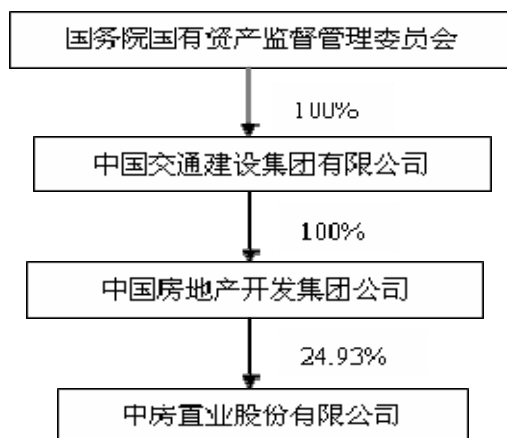 国务院国有资产监督管理委员会
100%
中国交通建设集团有限公司
100%
中国房地产开发集团公司
24.93%
中房置业股份有限公司